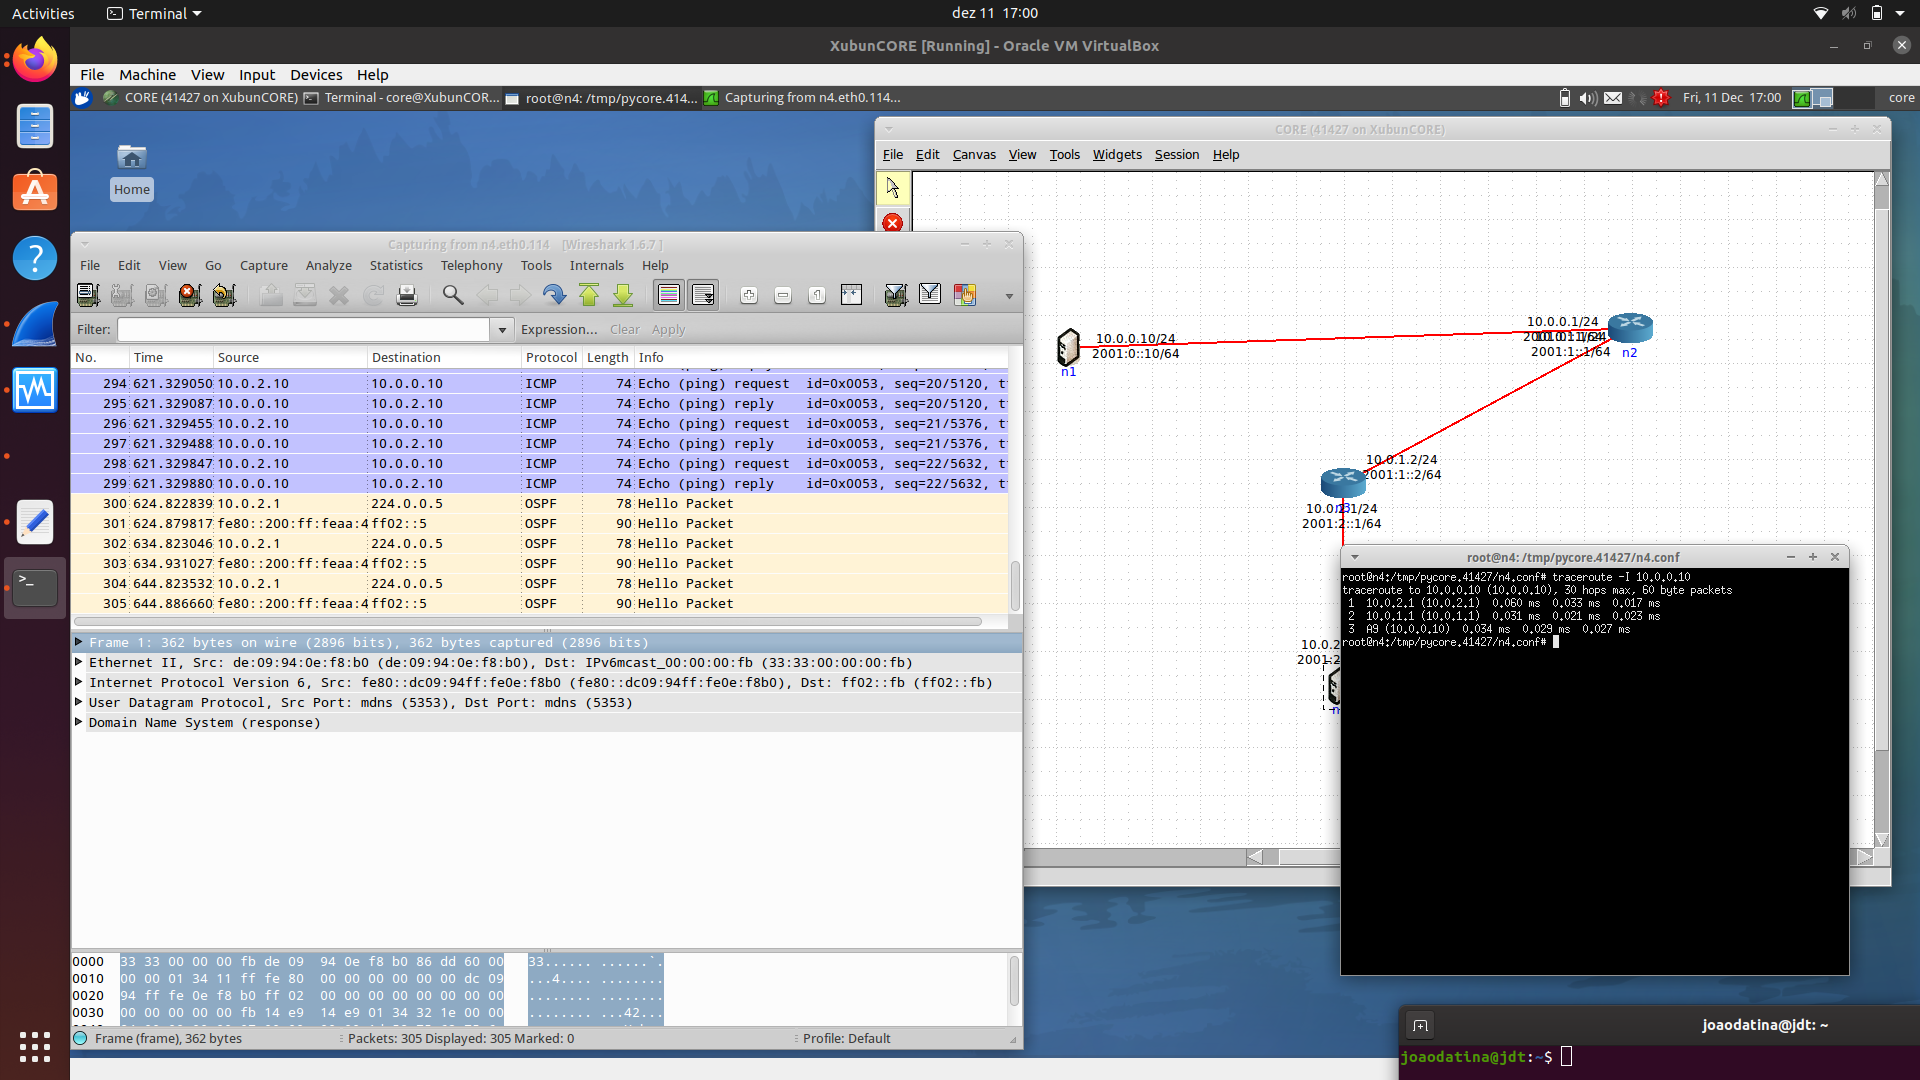 Activities
Terminal
dez 11 17:00
XubunCORE [Running] - Oracle VM VirtualBox
File Machine View Input Devices Help
CORE (41427 on XubunCORE)
Terminal - core@XubunCOR...
root@n4: /tmp/pycore.414...
Capturing from n4.eth0.114...
Fri, 11 Dec 17:00
core
Home
CORE (41427 on XubunCORE)
File Edit Canvas View Tools Widgets Session Help
10.0.0.10/24
2001:0::10/64
n1
10.0.0.1/24
2001:1::1/64
n2
10.0.1.2/24
2001:1::2/64
10.0.2.1/24
2001:2::1/64
Capturing from n4.eth0.114 [Wireshark 1.6.7 ]
File Edit View Go Capture Analyze Statistics Telephony Tools Internals Help
Filter: Expression... Clear Apply
No. Time Source Destination Protocol Length Info
294 621.329050 10.0.2.10 10.0.0.10 ICMP 74 Echo (ping) request id=0x0053, seq=20/5120, t
295 621.329087 10.0.0.10 10.0.2.10 ICMP 74 Echo (ping) reply id=0x0053, seq=20/5120, t
296 621.329455 10.0.2.10 10.0.0.10 ICMP 74 Echo (ping) request id=0x0053, seq=21/5376, t
297 621.329488 10.0.0.10 10.0.2.10 ICMP 74 Echo (ping) reply id=0x0053, seq=21/5376, t
298 621.329847 10.0.2.10 10.0.0.10 ICMP 74 Echo (ping) request id=0x0053, seq=22/5632, t
299 621.329880 10.0.0.10 10.0.2.10 ICMP 74 Echo (ping) reply id=0x0053, seq=22/5632, t
300 624.822839 10.0.2.1 224.0.0.5 OSPF 78 Hello Packet
301 624.879817 fe80::200:ff:feaa:4 ff02::5 OSPF 90 Hello Packet
302 634.823046 10.0.2.1 224.0.0.5 OSPF 78 Hello Packet
303 634.931027 fe80::200:ff:feaa:4 ff02::5 OSPF 90 Hello Packet
304 644.823532 10.0.2.1 224.0.0.5 OSPF 78 Hello Packet
305 644.886660 fe80::200:ff:feaa:4 ff02::5 OSPF 90 Hello Packet
Frame 1: 362 bytes on wire (2896 bits), 362 bytes captured (2896 bits)
Ethernet II, Src: de:09:94:0e:f8:b0 (de:09:94:0e:f8:b0), Dst: IPv6mcast_00:00:00:fb (33:33:00:00:00:fb)
Internet Protocol Version 6, Src: fe80::dc09:94ff:fe0e:f8b0 (fe80::dc09:94ff:fe0e:f8b0), Dst: ff02::fb (ff02::fb)
User Datagram Protocol, Src Port: mdns (5353), Dst Port: mdns (5353)
Domain Name System (response)
0000 33 33 00 00 00 fb de 09 94 0e f8 b0 86 dd 60 00 33...... ......`.
0010 00 00 01 34 11 ff fe 80 00 00 00 00 00 00 dc 09 ...4.... ........
0020 94 ff fe 0e f8 b0 ff 02 00 00 00 00 00 00 00 00 ........ ........
0030 00 00 00 00 00 fb 14 e9 14 e9 01 34 32 1e 00 00 ........ ...42...
Frame (frame), 362 bytes
Packets: 305 Displayed: 305 Marked: 0
Profile: Default
10.0.2
2001:2
root@n4: /tmp/pycore.41427/n4.conf
root@n4:/tmp/pycore.41427/n4.conf# traceroute -I 10.0.0.10
traceroute to 10.0.0.10 (10.0.0.10), 30 hops max, 60 byte packets
1 10.0.2.1 (10.0.2.1) 0.060 ms 0.033 ms 0.017 ms
2 10.0.1.1 (10.0.1.1) 0.031 ms 0.021 ms 0.023 ms
3 A9 (10.0.0.10) 0.034 ms 0.029 ms 0.027 ms
root@n4:/tmp/pycore.41427/n4.conf#
joaodatina@jdt: ~
joaodatina@jdt:~$